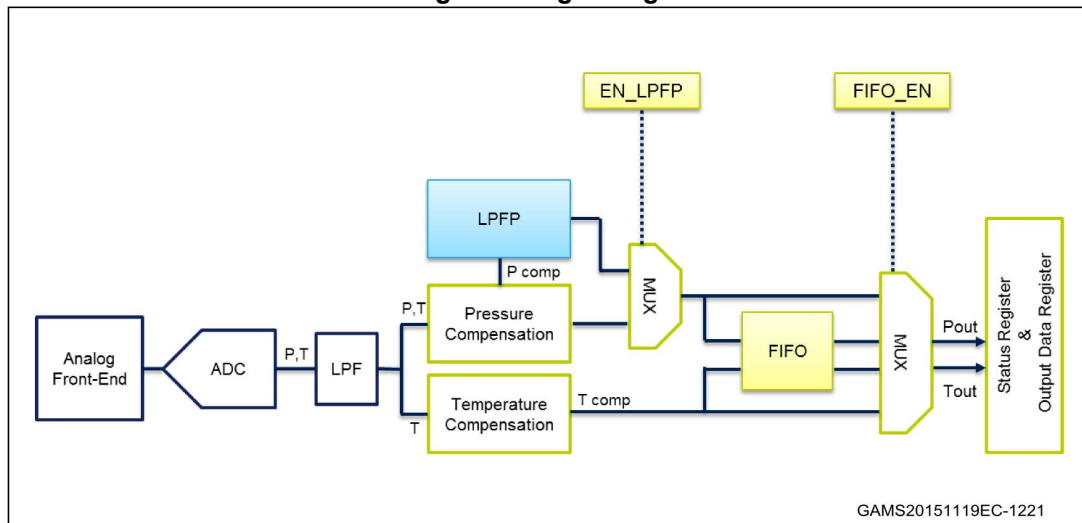 EN_LPFP
FIFO_EN
LPFP
P comp
P,T
Pressure
Compensation
MUX
Analog
Front-End
ADC
P,T
LPF
FIFO
MUX
Pout
Tout
Status Register
&
Output Data Register
T
Temperature
Compensation
T comp
GAMS20151119EC-1221